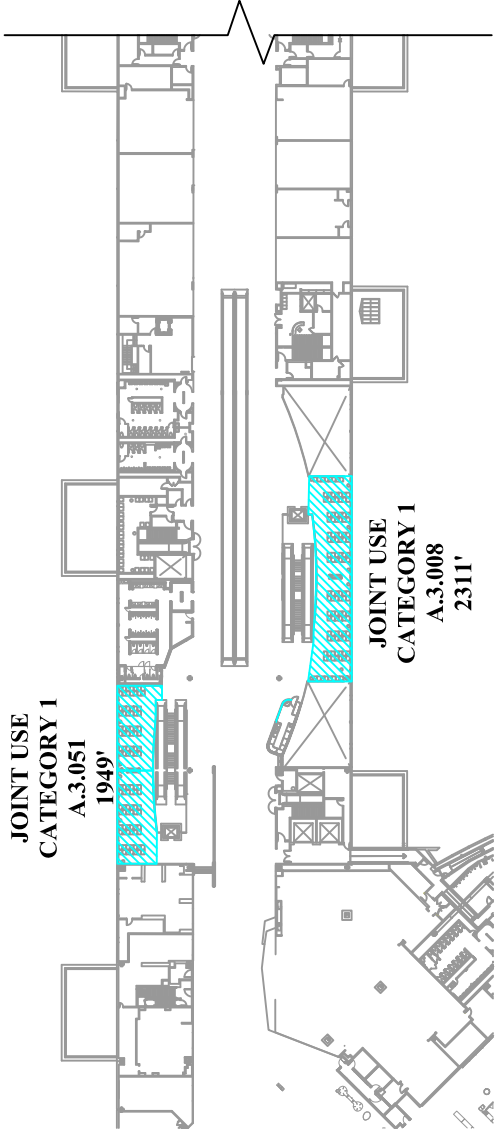 JOINT USE
CATEGORY 1
A.3.008
2311'
JOINT USE
CATEGORY 1
A.3.051
1949'